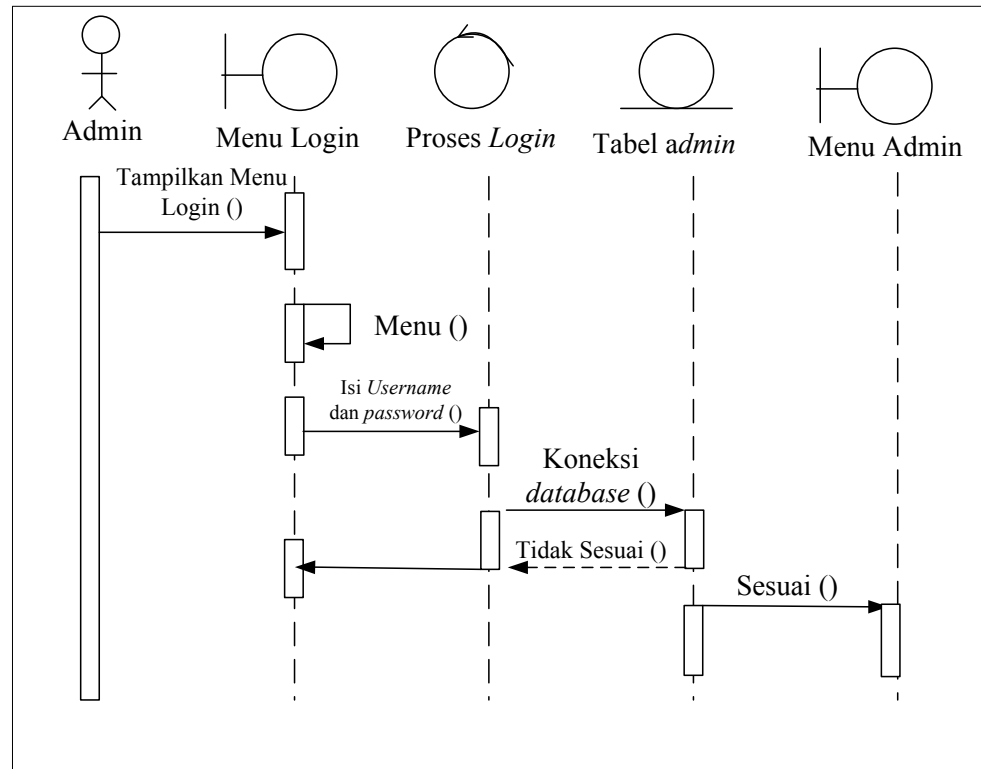 Admin
Menu Login
Proses Login
Tabel admin
Menu Admin
Tampilkan Menu
Login ()
Menu ()
Isi Username
dan password ()
Koneksi
database ()
Tidak Sesuai ()
Sesuai ()